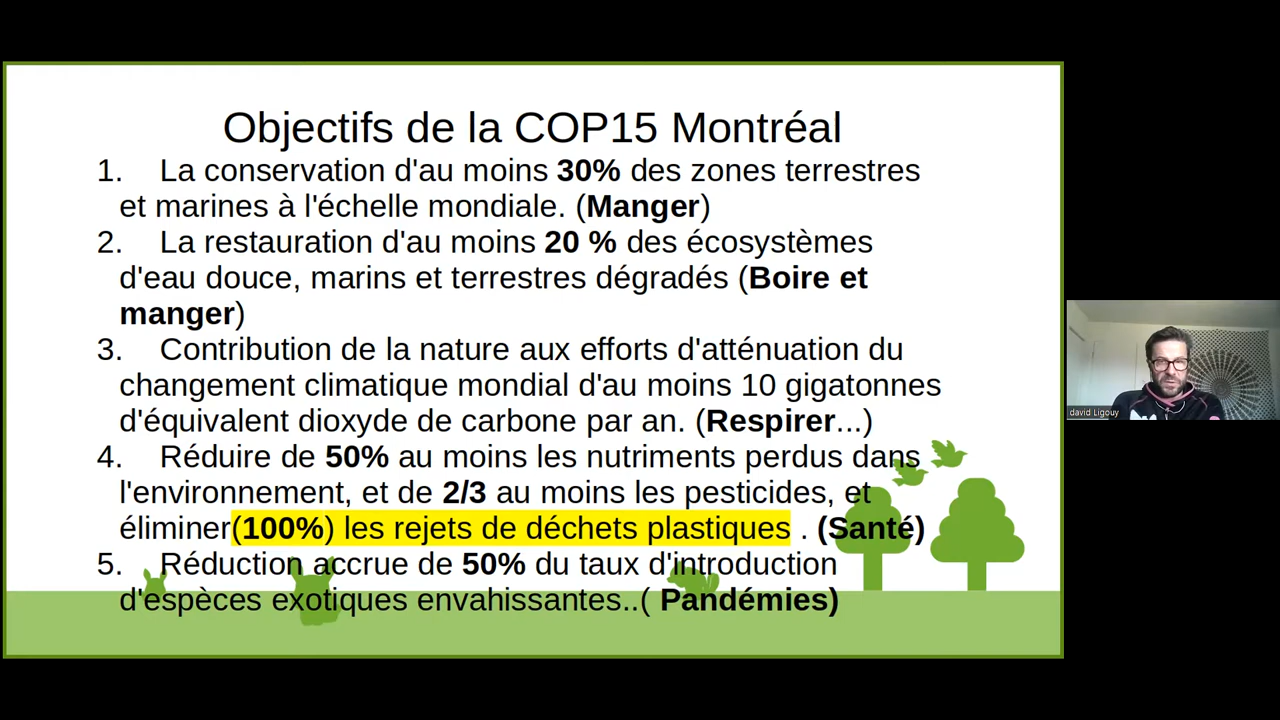 Objectifs de la COP15 Montréal
1. La conservation d'au moins 30% des zones terrestres
et marines à l'échelle mondiale. (Manger)
2. La restauration d'au moins 20 % des écosystèmes
d'eau douce, marins et terrestres dégradés (Boire et
manger)
3. Contribution de la nature aux efforts d'atténuation du
changement climatique mondial d'au moins 10 gigatonnes
d'équivalent dioxyde de carbone par an. (Respirer...)
4. Réduire de 50% au moins les nutriments perdus dans
l'environnement, et de 2/3 au moins les pesticides, et
éliminer(100%) les rejets de déchets plastiques . (Santé)
5. Réduction accrue de 50% du taux d'introduction
d'espèces exotiques envahissantes..( Pandémies)
david Ligouy